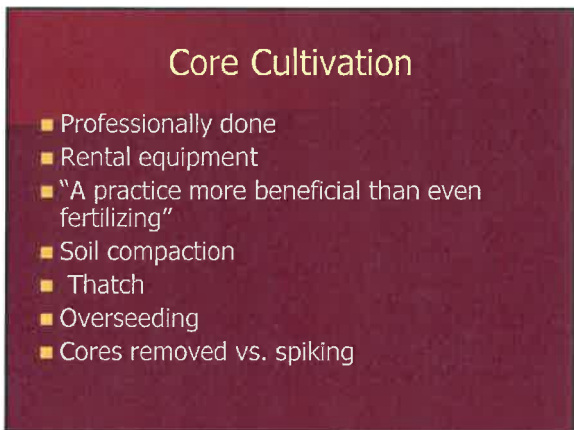 Core Cultivation
Professionally done
Rental equipment
“A practice more beneficial than even
fertilizing”
Soil compaction
Thatch
Overseeding
Cores removed vs. spiking